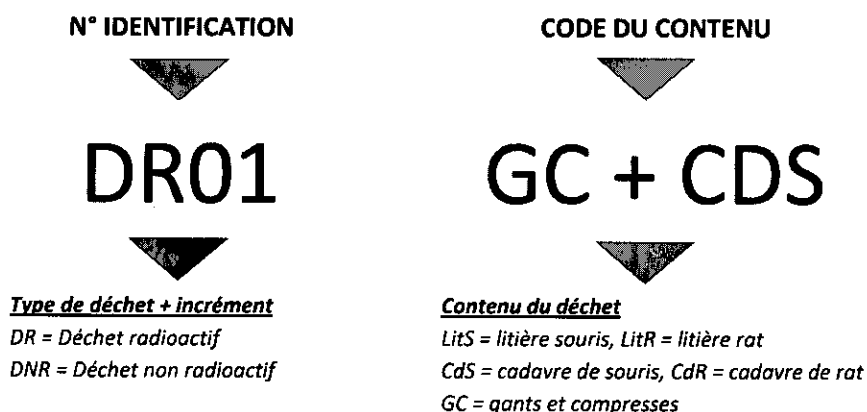 N° IDENTIFICATION
DR01
Type de déchet + incrément
DR = Déchet radioactif
DNR = Déchet non radioactif
CODE DU CONTENU
GC + CDS
Contenu du déchet
LitS = litière souris, LitR = litière rat
CdS = cadavre de souris, CdR = cadavre de rat
GC = gants et compresses